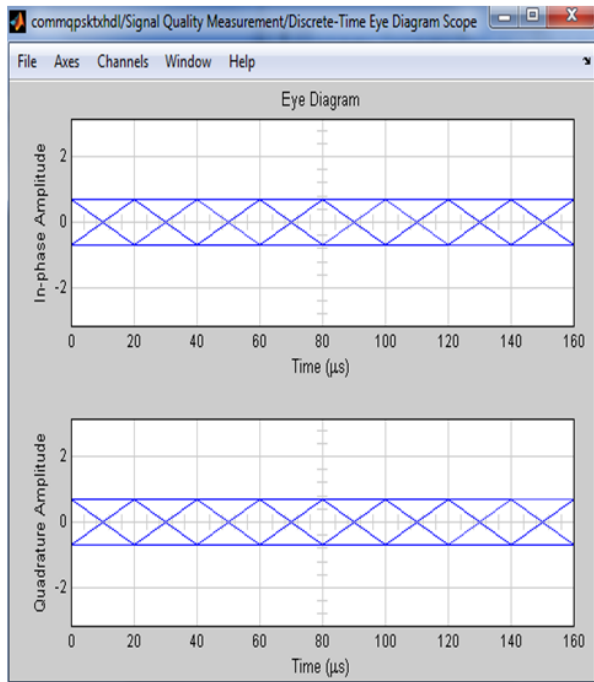 commqpsktxhdl/Signal Quality Measurement/Discrete-Time Eye Diagram Scope
File Axes Channels Window Help
Eye Diagram
In-phase Amplitude
2
0
-2
0 20 40 60 80 100 120 140 160
Time (μs)
Quadrature Amplitude
2
0
-2
0 20 40 60 80 100 120 140 160
Time (μs)